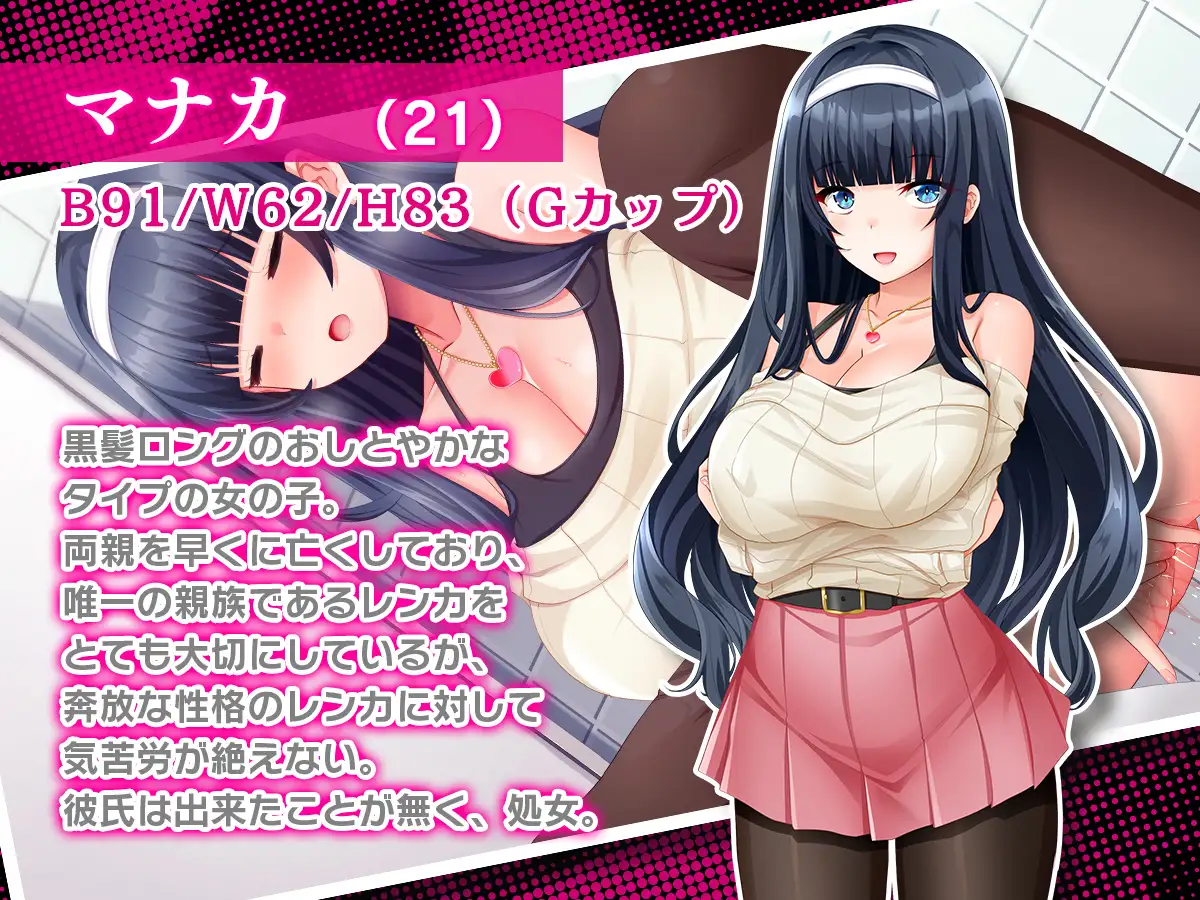 マナカ (21)
B91/W62/H83(Gカップ)
黒髪ロングのおしとやかな
タイプの女の子。
両親を早くに亡くしており、
唯一の親族であるレンカを
とても大切にしているが、
奔放な性格のレンカに対して
気苦労が絶えない。
彼氏は出来たことが無く、処女。